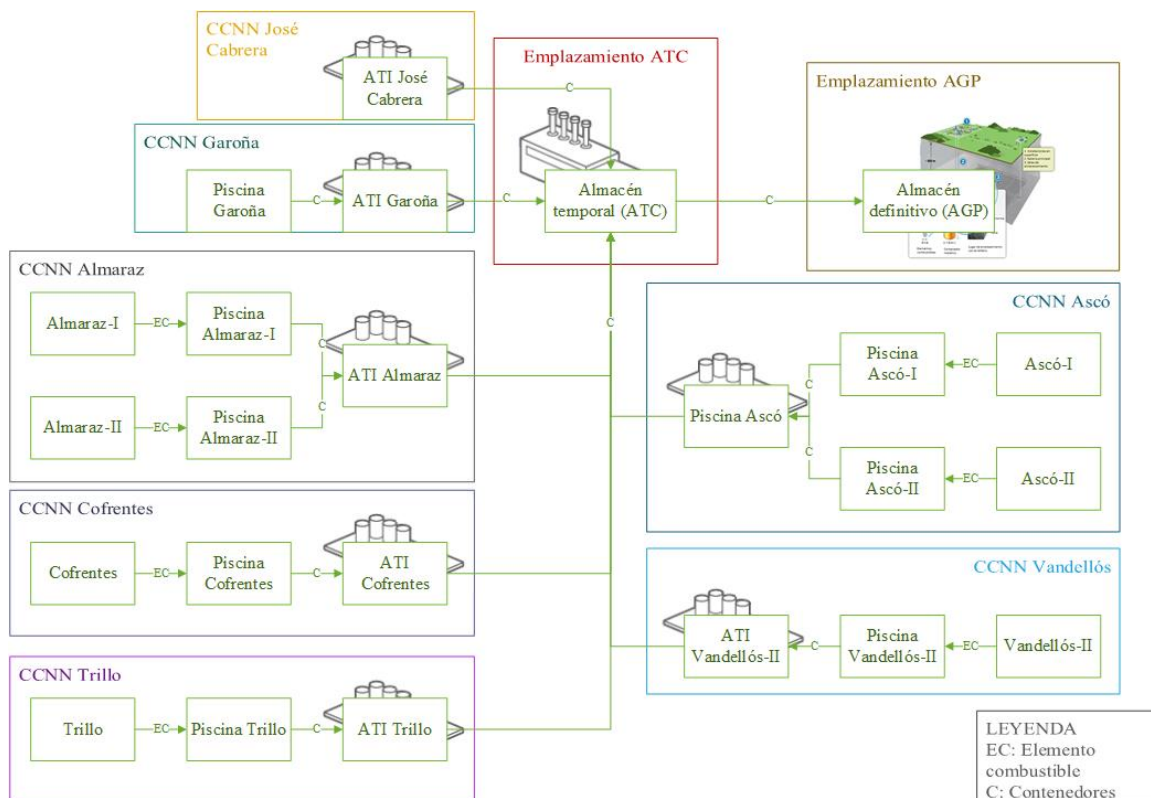 CCNN José
Cabrera
ATI José
Cabrera
C
Emplazamiento ATC
Almacén
temporal (ATC)
C
Emplazamiento AGP
Almacén
definitivo (AGP)
CCNN Garoña
Piscina
Garoña
C
ATI Garoña
C
C
CCNN Almaraz
Almaraz-I
EC
Piscina
Almaraz-I
C
ATI Almaraz
Almaraz-II
EC
Piscina
Almaraz-II
C
CCNN Ascó
Piscina Ascó
C
Piscina
Ascó-I
EC
Ascó-I
C
Piscina
Ascó-II
EC
Ascó-II
CCNN Cofrentes
Cofrentes
EC
Piscina
Cofrentes
C
ATI
Cofrentes
CCNN Vandellós
ATI
Vandellós-II
C
Piscina
Vandellós-II
EC
Vandellós-II
CCNN Trillo
Trillo
EC
Piscina Trillo
C
ATI Trillo
LEYENDA
EC: Elemento
combustible
C: Contenedores